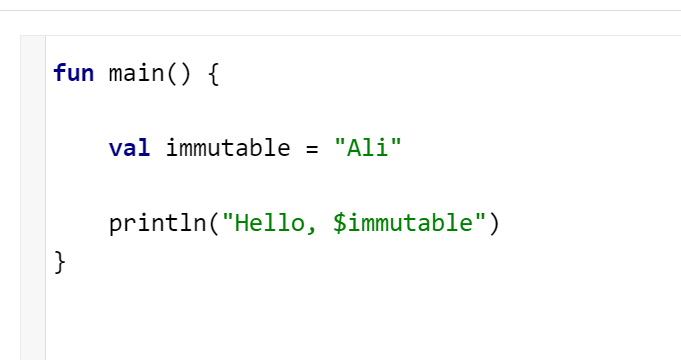 fun main() {
    val immutable = "Ali"
    println("Hello, $immutable")
}